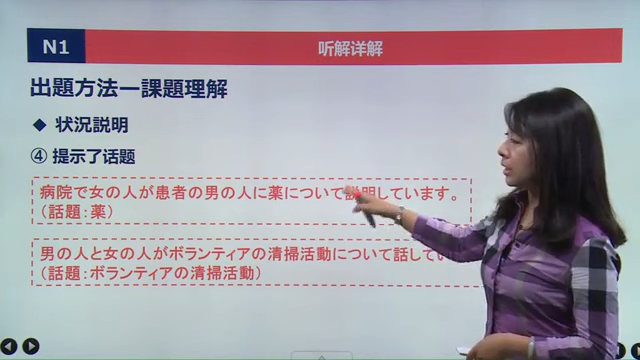 N1
听解详解
出題方法—課題理解
◆ 状況説明
④ 提示了话题
病院で女の人が患者の男の人に薬について説明しています。
(話題:薬)
男の人と女の人がボランティアの清掃活動について話してい
(話題:ボランティアの清掃活動)